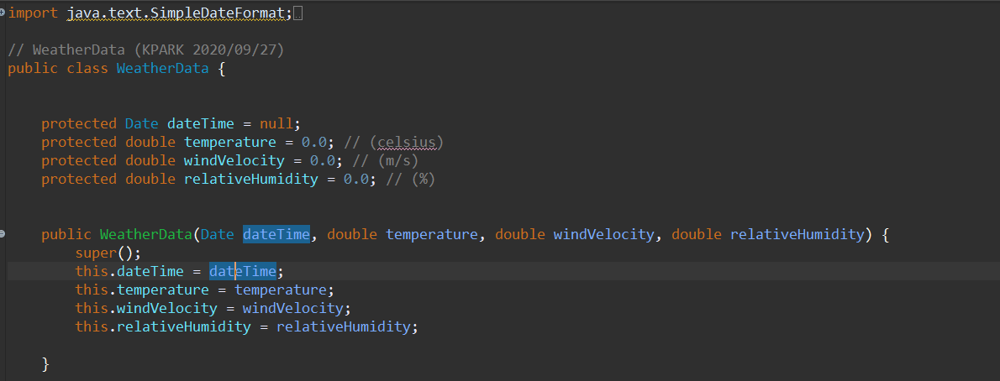 import java.text.SimpleDateFormat;
// WeatherData (KPARK 2020/09/27)
public class WeatherData {
protected Date dateTime = null;
protected double temperature = 0.0; // (celsius)
protected double windVelocity = 0.0; // (m/s)
protected double relativeHumidity = 0.0; // (%)
public WeatherData(Date dateTime, double temperature, double windVelocity, double relativeHumidity) {
super();
this.dateTime = dateTime;
this.temperature = temperature;
this.windVelocity = windVelocity;
this.relativeHumidity = relativeHumidity;
}